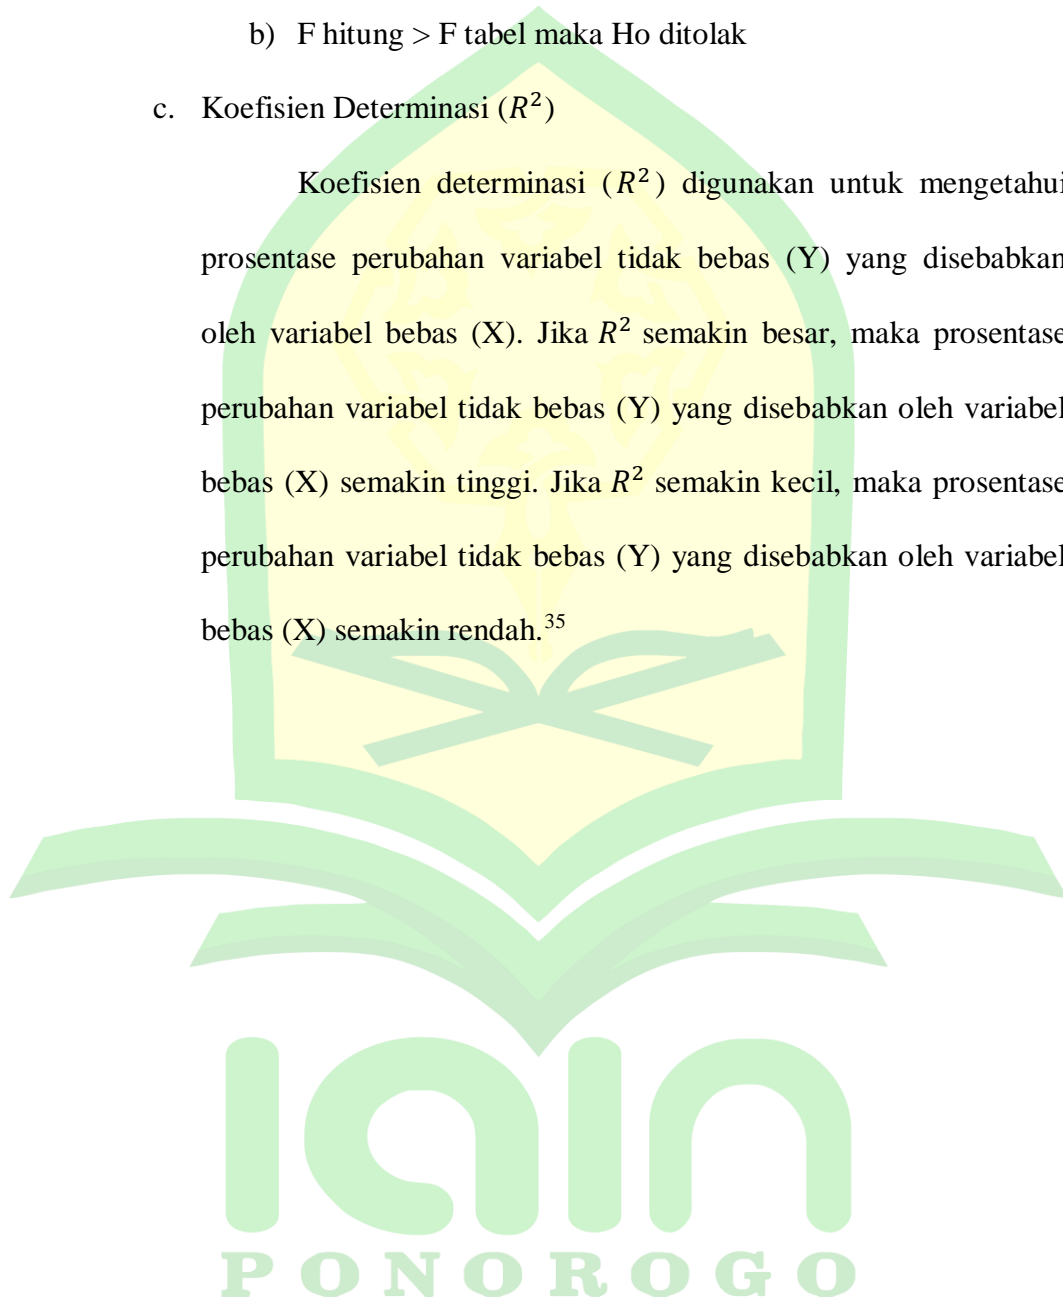 b) F hitung > F tabel maka Ho ditolak
c. Koefisien Determinasi (𝑅²)
Koefisien determinasi (𝑅²) digunakan untuk mengetahui
prosentase perubahan variabel tidak bebas (Y) yang disebabkan
oleh variabel bebas (X). Jika 𝑅² semakin besar, maka prosentase
perubahan variabel tidak bebas (Y) yang disebabkan oleh variabel
bebas (X) semakin tinggi. Jika 𝑅² semakin kecil, maka prosentase
perubahan variabel tidak bebas (Y) yang disebabkan oleh variabel
bebas (X) semakin rendah.³⁵
IAIN
PONOROGO